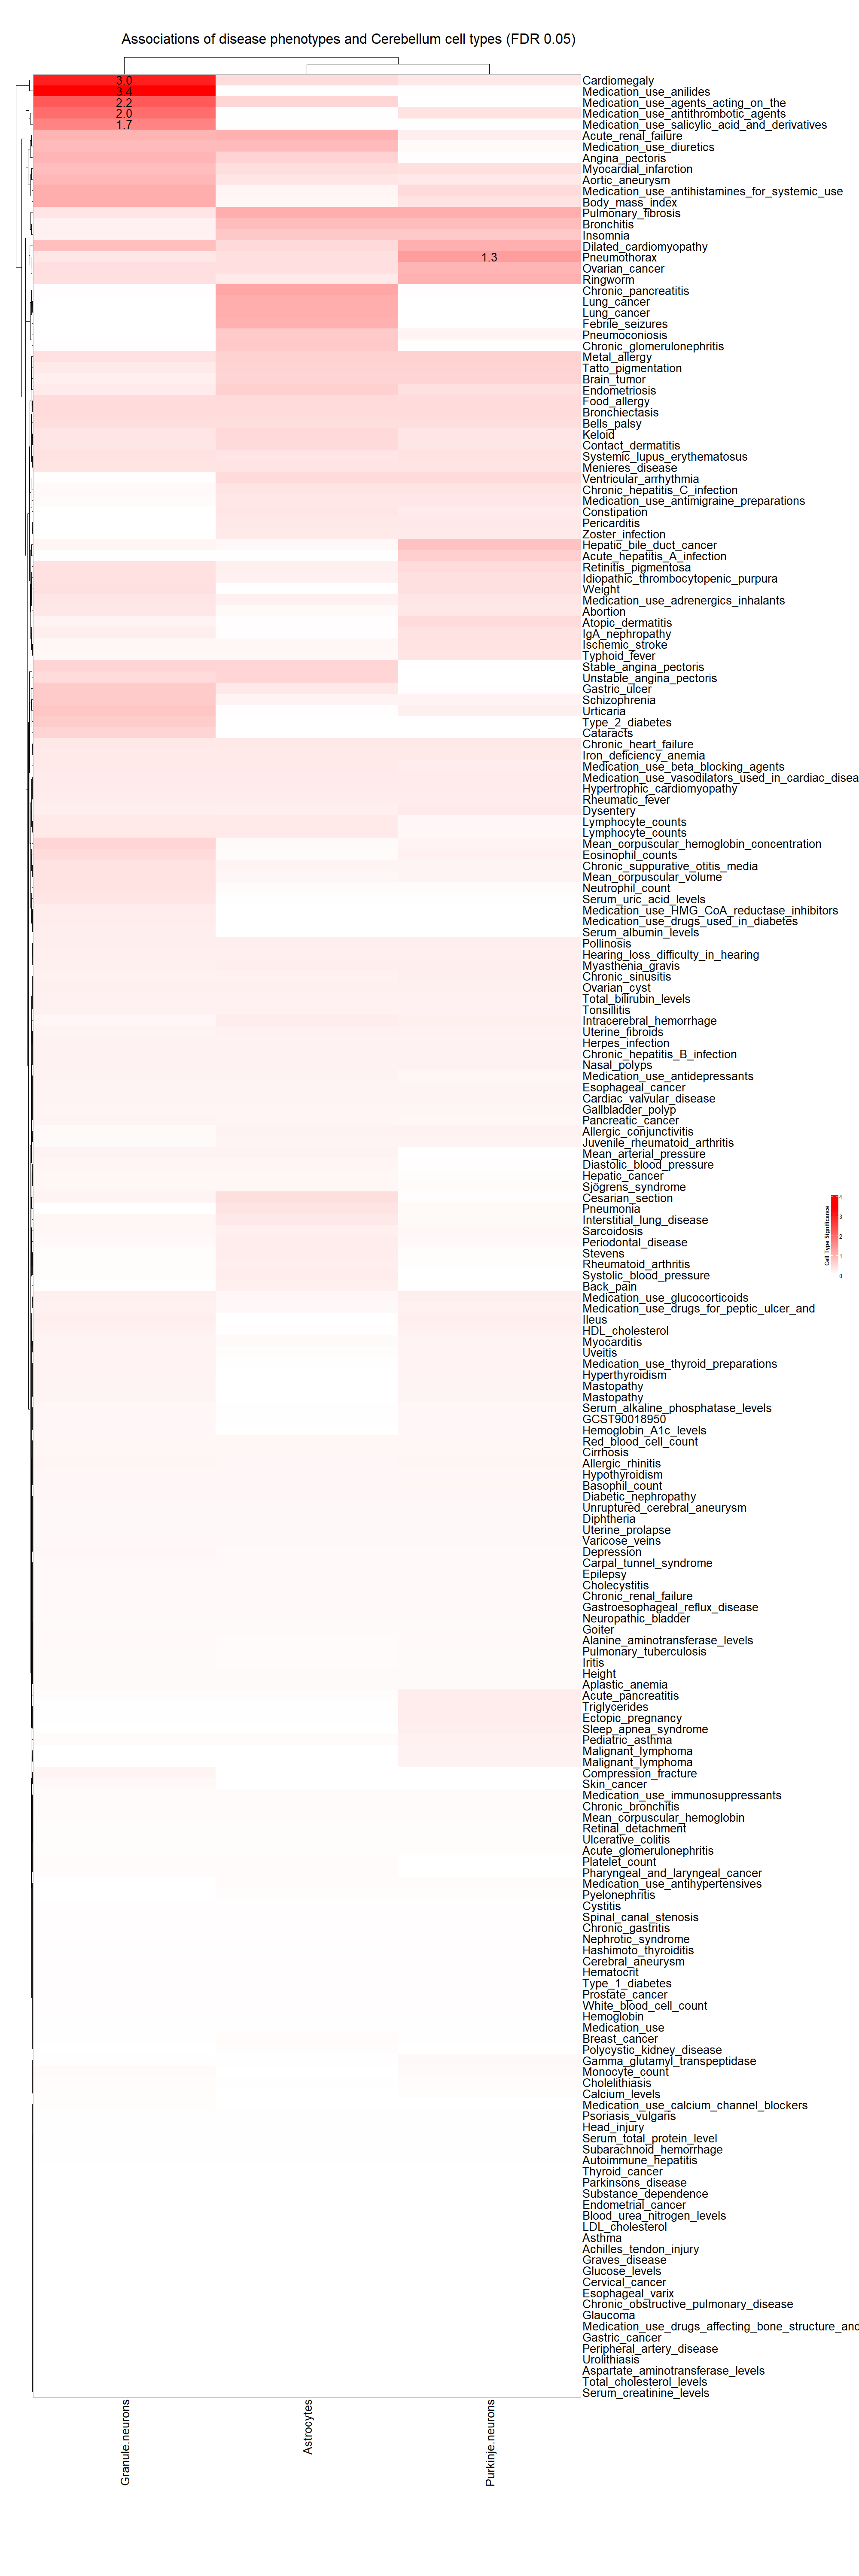 Associations of disease phenotypes and Cerebellum cell types (FDR 0.05)
3.0 Cardiomegaly
3.4 Medication_use_anilides
2.2 Medication_use_agents_acting_on_the
2.0 Medication_use_antithrombotic_agents
1.7 Medication_use_salicylic_acid_and_derivatives
Acute_renal_failure
Medication_use_diuretics
Angina_pectoris
Myocardial_infarction
Aortic_aneurysm
Medication_use_antihistamines_for_systemic_use
Body_mass_index
Pulmonary_fibrosis
Bronchitis
Insomnia
Dilated_cardiomyopathy
1.3 Pneumothorax
Ovarian_cancer
Ringworm
Chronic_pancreatitis
Lung_cancer
Lung_cancer
Febrile_seizures
Pneumoconiosis
Chronic_glomerulonephritis
Metal_allergy
Tatto_pigmentation
Brain_tumor
Endometriosis
Food_allergy
Bronchiectasis
Bells_palsy
Keloid
Contact_dermatitis
Systemic_lupus_erythematosus
Menieres_disease
Ventricular_arrhythmia
Chronic_hepatitis_C_infection
Medication_use_antimigraine_preparations
Constipation
Pericarditis
Zoster_infection
Hepatic_bile_duct_cancer
Acute_hepatitis_A_infection
Retinitis_pigmentosa
Idiopathic_thrombocytopenic_purpura
Weight
Medication_use_adrenergics_inhalants
Abortion
Atopic_dermatitis
IgA_nephropathy
Ischemic_stroke
Typhoid_fever
Stable_angina_pectoris
Unstable_angina_pectoris
Gastric_ulcer
Schizophrenia
Urticaria
Type_2_diabetes
Cataracts
Chronic_heart_failure
Iron_deficiency_anemia
Medication_use_beta_blocking_agents
Medication_use_vasodilators_used_in_cardiac_disea
Hypertrophic_cardiomyopathy
Rheumatic_fever
Dysentery
Lymphocyte_counts
Lymphocyte_counts
Mean_corpuscular_hemoglobin_concentration
Eosinophil_counts
Chronic_suppurative_otitis_media
Mean_corpuscular_volume
Neutrophil_count
Serum_uric_acid_levels
Medication_use_HMG_CoA_reductase_inhibitors
Medication_use_drugs_used_in_diabetes
Serum_albumin_levels
Pollinosis
Hearing_loss_difficulty_in_hearing
Myasthenia_gravis
Chronic_sinusitis
Ovarian_cyst
Total_bilirubin_levels
Tonsillitis
Intracerebral_hemorrhage
Uterine_fibroids
Herpes_infection
Chronic_hepatitis_B_infection
Nasal_polyps
Medication_use_antidepressants
Esophageal_cancer
Cardiac_valvular_disease
Gallbladder_polyp
Pancreatic_cancer
Allergic_conjunctivitis
Juvenile_rheumatoid_arthritis
Mean_arterial_pressure
Diastolic_blood_pressure
Hepatic_cancer
Sjögrens_syndrome
Cesarian_section
Pneumonia
Interstitial_lung_disease
Sarcoidosis
Periodontal_disease
Stevens
Rheumatoid_arthritis
Systolic_blood_pressure
Back_pain
Medication_use_glucocorticoids
Medication_use_drugs_for_peptic_ulcer_and
Ileus
HDL_cholesterol
Myocarditis
Uveitis
Medication_use_thyroid_preparations
Hyperthyroidism
Mastopathy
Mastopathy
Serum_alkaline_phosphatase_levels
GCST90018950
Hemoglobin_A1c_levels
Red_blood_cell_count
Cirrhosis
Allergic_rhinitis
Hypothyroidism
Basophil_count
Diabetic_nephropathy
Unruptured_cerebral_aneurysm
Diphtheria
Uterine_prolapse
Varicose_veins
Depression
Carpal_tunnel_syndrome
Epilepsy
Cholecystitis
Chronic_renal_failure
Gastroesophageal_reflux_disease
Neuropathic_bladder
Goiter
Alanine_aminotransferase_levels
Pulmonary_tuberculosis
Iritis
Height
Aplastic_anemia
Acute_pancreatitis
Triglycerides
Ectopic_pregnancy
Sleep_apnea_syndrome
Pediatric_asthma
Malignant_lymphoma
Malignant_lymphoma
Compression_fracture
Skin_cancer
Medication_use_immunosuppressants
Chronic_bronchitis
Mean_corpuscular_hemoglobin
Retinal_detachment
Ulcerative_colitis
Acute_glomerulonephritis
Platelet_count
Pharyngeal_and_laryngeal_cancer
Medication_use_antihypertensives
Pyelonephritis
Cystitis
Spinal_canal_stenosis
Chronic_gastritis
Nephrotic_syndrome
Hashimoto_thyroiditis
Cerebral_aneurysm
Hematocrit
Type_1_diabetes
Prostate_cancer
White_blood_cell_count
Hemoglobin
Medication_use
Breast_cancer
Polycystic_kidney_disease
Gamma_glutamyl_transpeptidase
Monocyte_count
Cholelithiasis
Calcium_levels
Medication_use_calcium_channel_blockers
Psoriasis_vulgaris
Head_injury
Serum_total_protein_level
Subarachnoid_hemorrhage
Autoimmune_hepatitis
Thyroid_cancer
Parkinsons_disease
Substance_dependence
Endometrial_cancer
Blood_urea_nitrogen_levels
LDL_cholesterol
Asthma
Achilles_tendon_injury
Graves_disease
Glucose_levels
Cervical_cancer
Esophageal_varix
Chronic_obstructive_pulmonary_disease
Glaucoma
Medication_use_drugs_affecting_bone_structure_and
Gastric_cancer
Peripheral_artery_disease
Urolithiasis
Aspartate_aminotransferase_levels
Total_cholesterol_levels
Serum_creatinine_levels
Granule.neurons
Astrocytes
Purkinje.neurons
Cell Type Significance
4
3
2
1
0